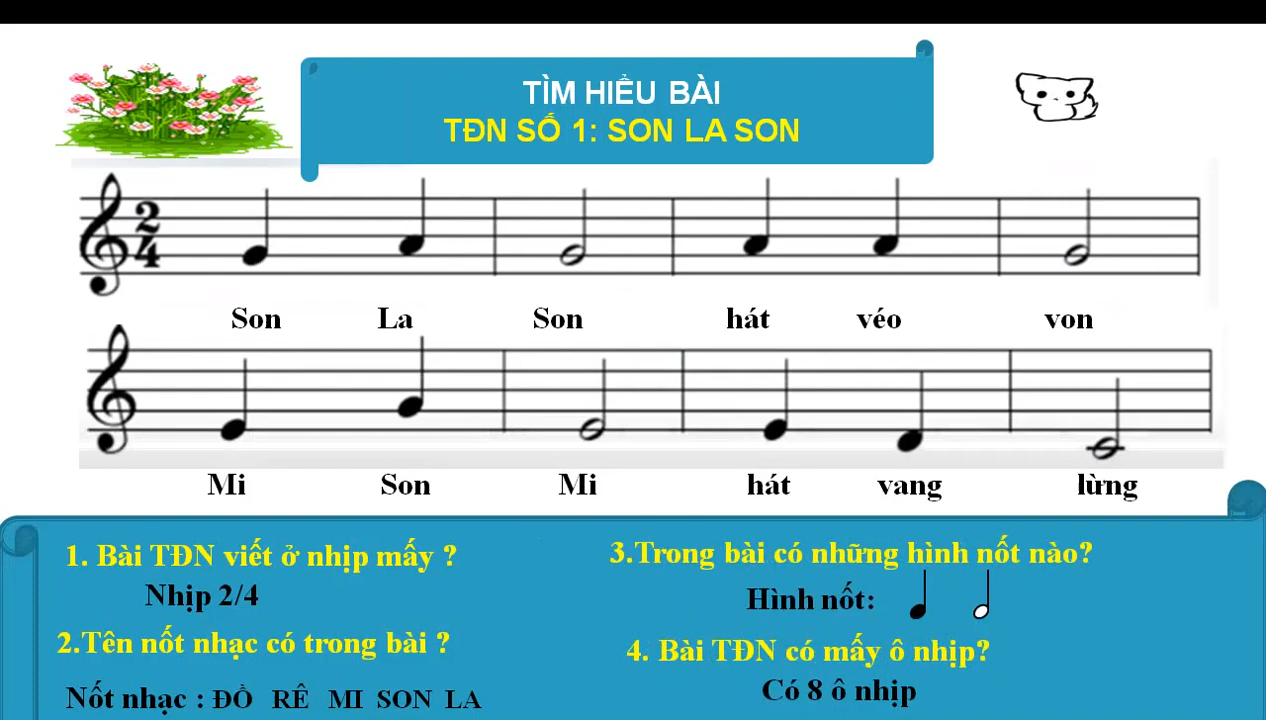 TÌM HIỂU BÀI
TĐN SỐ 1: SON LA SON
2
4
Son La Son hát véo von
Mi Son Mi hát vang lừng
1. Bài TĐN viết ở nhịp mấy ?
Nhịp 2/4
2.Tên nốt nhạc có trong bài ?
Nốt nhạc : ĐỒ RÊ MI SON LA
3.Trong bài có những hình nốt nào?
Hình nốt:
4. Bài TĐN có mấy ô nhịp?
Có 8 ô nhịp